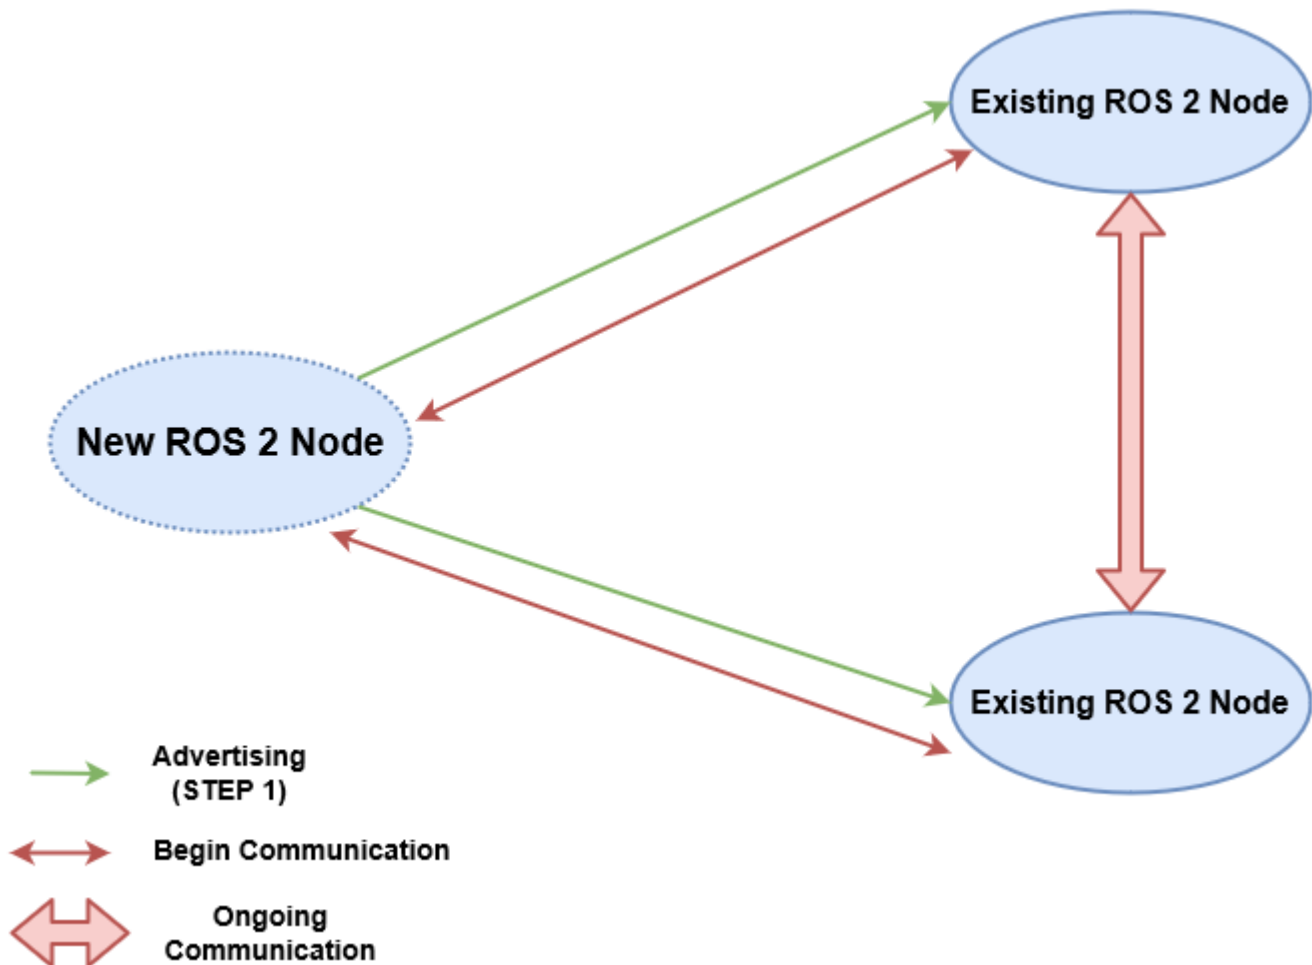 Existing ROS 2 Node
New ROS 2 Node
Existing ROS 2 Node
Advertising
(STEP 1)
Begin Communication
Ongoing
Communication